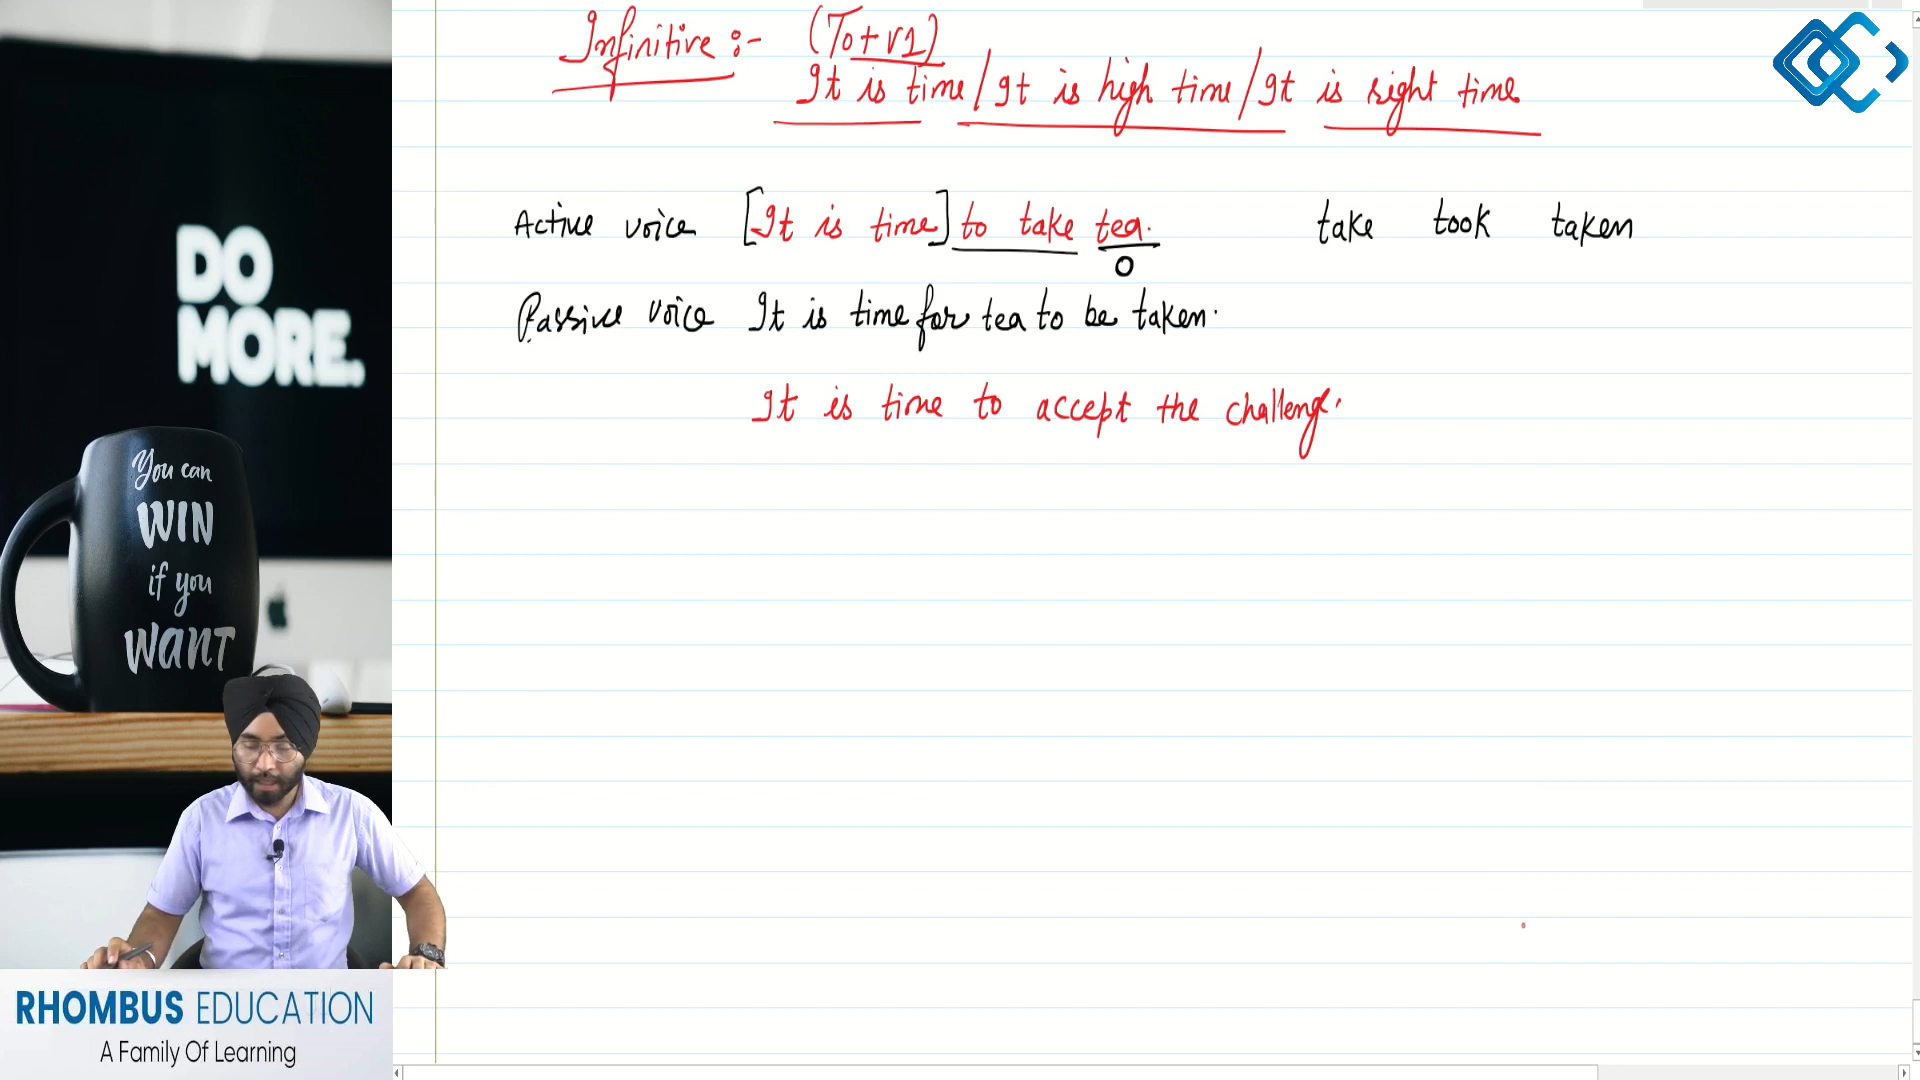 Infinitive :- (To+V1)
It is time / It is high time / It is right time
Active voice [It is time] to take tea. take took taken
O
Passive voice It is time for tea to be taken.
It is time to accept the challenge.
DO
MORE.
You can
WIN
if you
WANT
RHOMBUS EDUCATION
A Family Of Learning